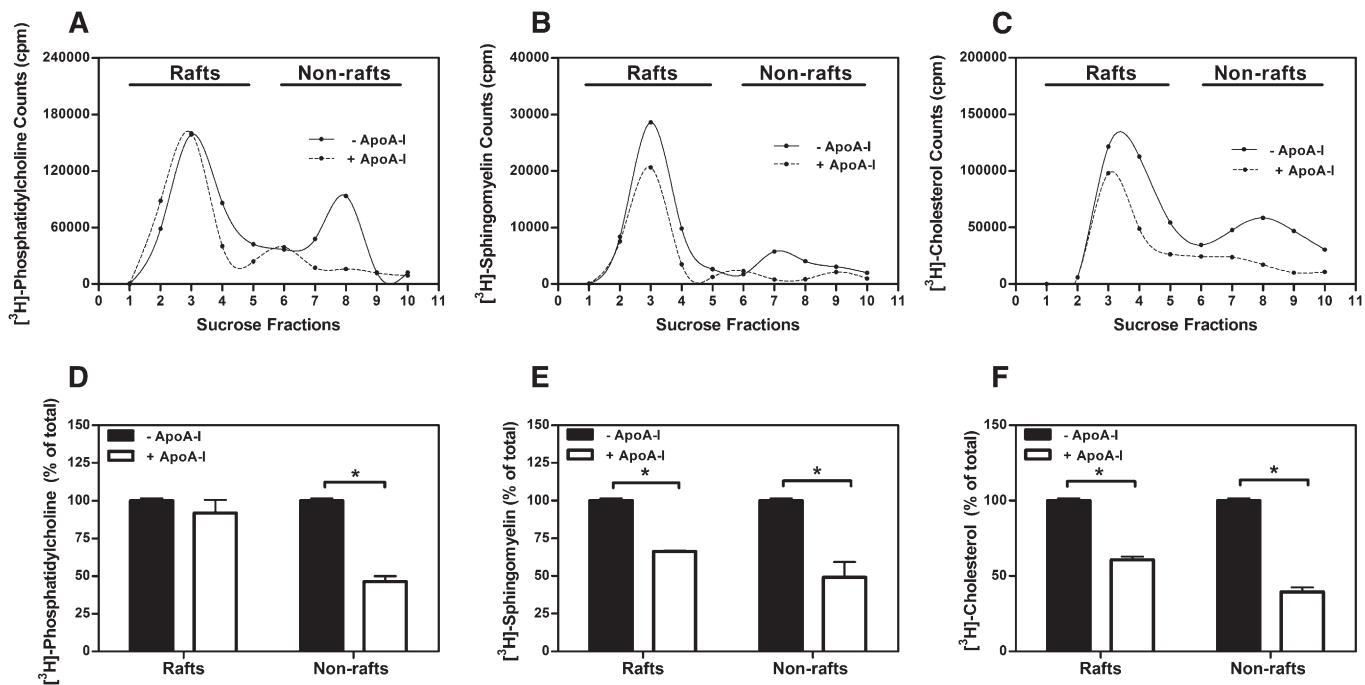 A
[³H]-Phosphatidylcholine Counts (cpm)
240000
180000
120000
60000
0
Rafts
Non-rafts
- ApoA-I
+ ApoA-I
0 1 2 3 4 5 6 7 8 9 10 11
Sucrose Fractions
B
[³H]-Sphingomyelin Counts (cpm)
40000
30000
20000
10000
0
Rafts
Non-rafts
- ApoA-I
+ ApoA-I
0 1 2 3 4 5 6 7 8 9 10 11
Sucrose Fractions
C
[³H]-Cholesterol Counts (cpm)
200000
150000
100000
50000
0
Rafts
Non-rafts
- ApoA-I
+ ApoA-I
0 1 2 3 4 5 6 7 8 9 10 11
Sucrose Fractions
D
[³H]-Phosphatidylcholine (% of total)
150
125
100
75
50
25
0
- ApoA-I
+ ApoA-I
*
Rafts
Non-rafts
E
[³H]-Sphingomyelin (% of total)
150
125
100
75
50
25
0
- ApoA-I
+ ApoA-I
*
*
Rafts
Non-rafts
F
[³H]-Cholesterol (% of total)
150
125
100
75
50
25
0
- ApoA-I
+ ApoA-I
*
*
Rafts
Non-rafts